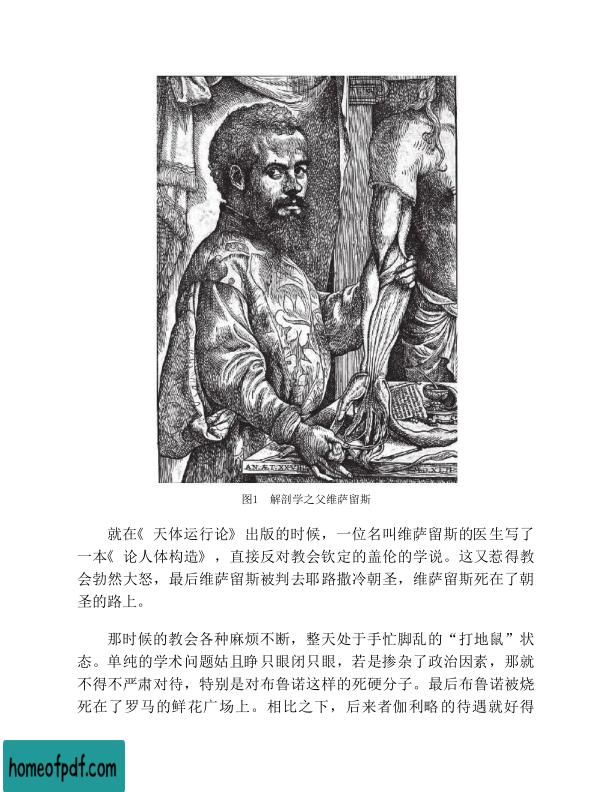 AN. ÆT. XXVIII
M.D.XLII
图1 解剖学之父维萨留斯
就在《天体运行论》出版的时候，一位名叫维萨留斯的医生写了
一本《论人体构造》，直接反对教会钦定的盖伦的学说。这又惹得教
会勃然大怒，最后维萨留斯被判去耶路撒冷朝圣，维萨留斯死在了朝
圣的路上。
那时候的教会各种麻烦不断，整天处于手忙脚乱的“打地鼠”状
态。单纯的学术问题姑且睁只眼闭只眼，若是掺杂了政治因素，那就
不得不严肃对待，特别是对布鲁诺这样的死硬分子。最后布鲁诺被烧
死在了罗马的鲜花广场上。相比之下，后来者伽利略的待遇就好得
homeofpdf.com